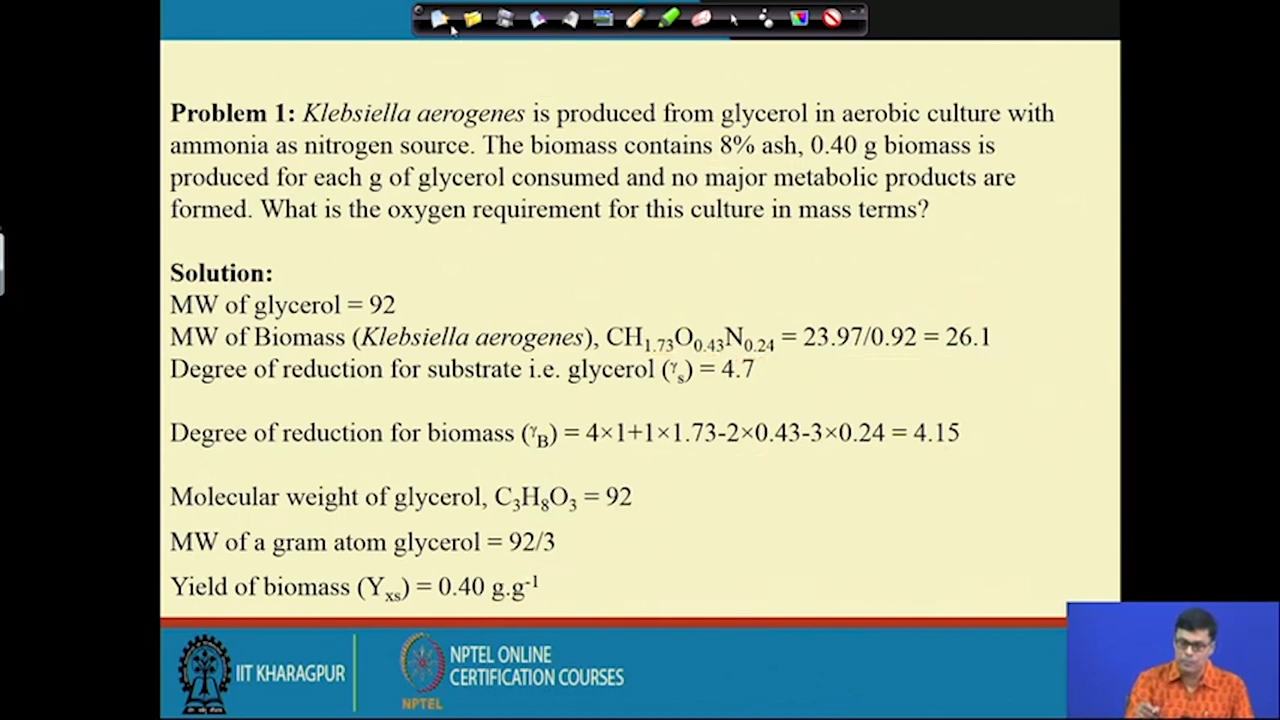 Problem 1: Klebsiella aerogenes is produced from glycerol in aerobic culture with
ammonia as nitrogen source. The biomass contains 8% ash, 0.40 g biomass is
produced for each g of glycerol consumed and no major metabolic products are
formed. What is the oxygen requirement for this culture in mass terms?
Solution:
MW of glycerol = 92
MW of Biomass (Klebsiella aerogenes), CH₁.₇₃O₀.₄₃N₀.₂₄ = 23.97/0.92 = 26.1
Degree of reduction for substrate i.e. glycerol (γₛ) = 4.7
Degree of reduction for biomass (γ_B) = 4×1+1×1.73-2×0.43-3×0.24 = 4.15
Molecular weight of glycerol, C₃H₈O₃ = 92
MW of a gram atom glycerol = 92/3
Yield of biomass (Yₓₛ) = 0.40 g.g⁻¹
IIT KHARAGPUR
NPTEL
NPTEL ONLINE
CERTIFICATION COURSES